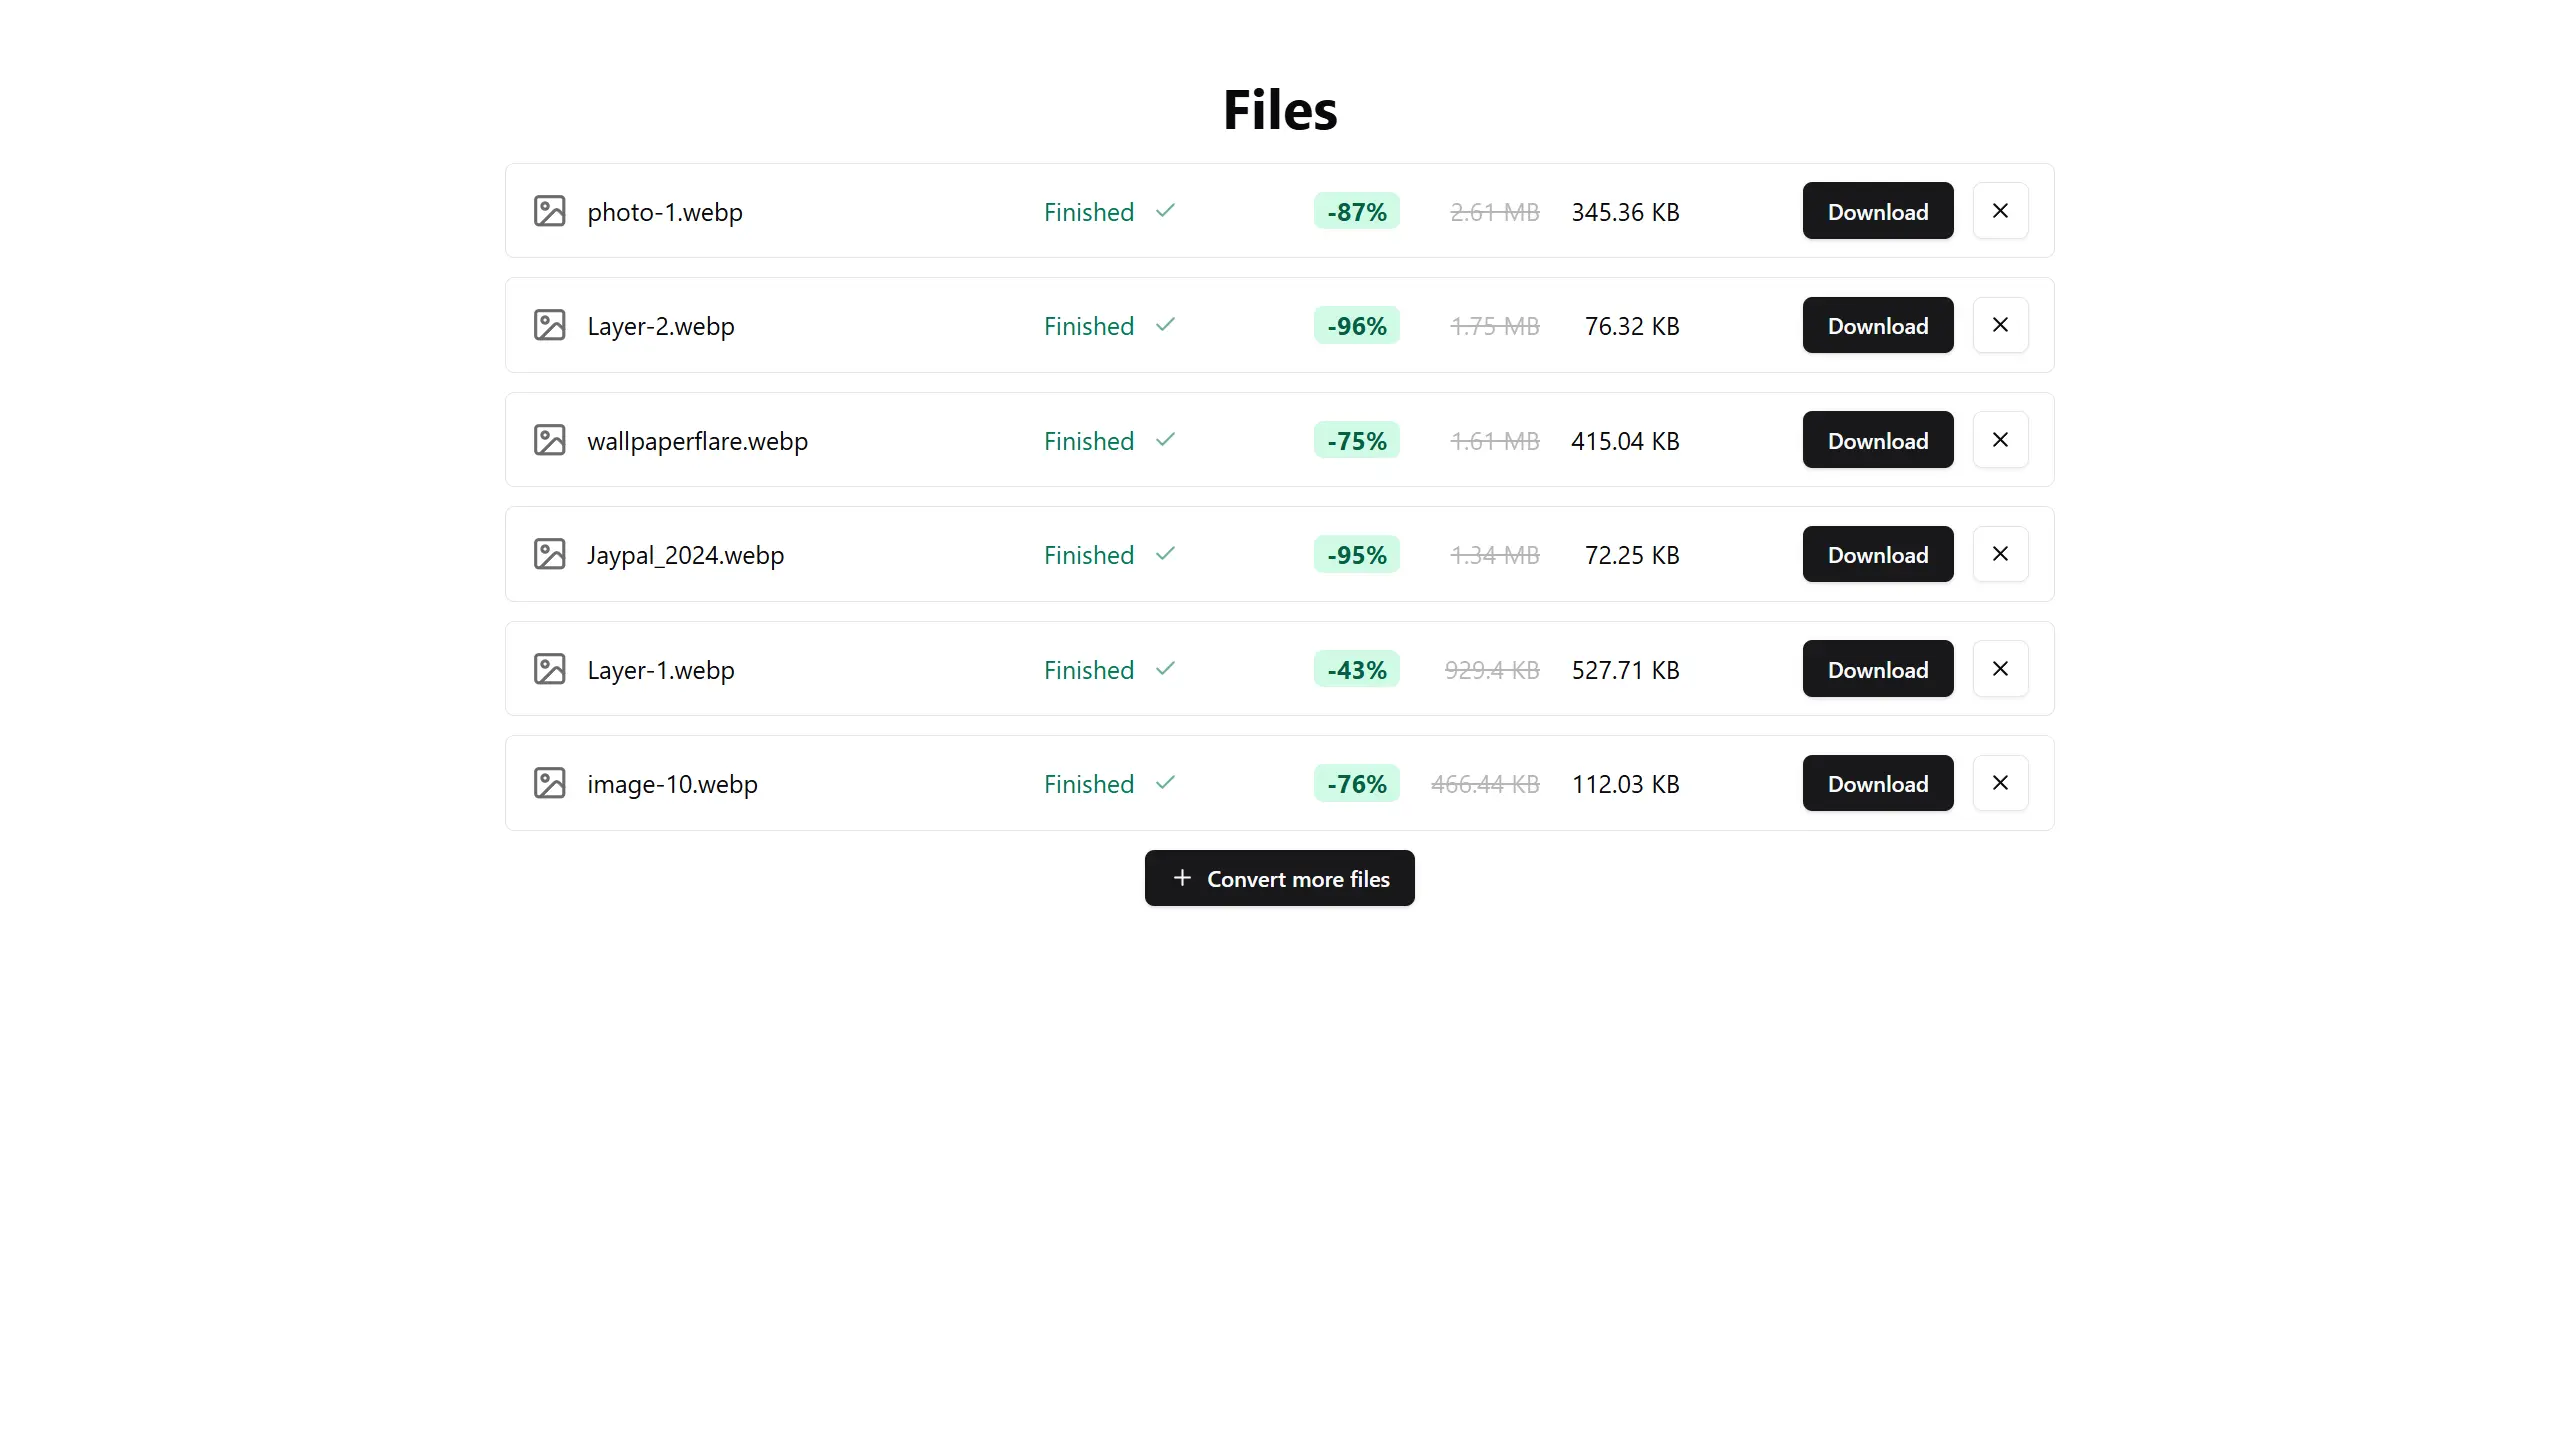 Files
photo-1.webp Finished -87% 2.61 MB 345.36 KB Download
Layer-2.webp Finished -96% 1.75 MB 76.32 KB Download
wallpaperflare.webp Finished -75% 1.61 MB 415.04 KB Download
Jaypal_2024.webp Finished -95% 1.34 MB 72.25 KB Download
Layer-1.webp Finished -43% 929.4 KB 527.71 KB Download
image-10.webp Finished -76% 466.44 KB 112.03 KB Download
Convert more files